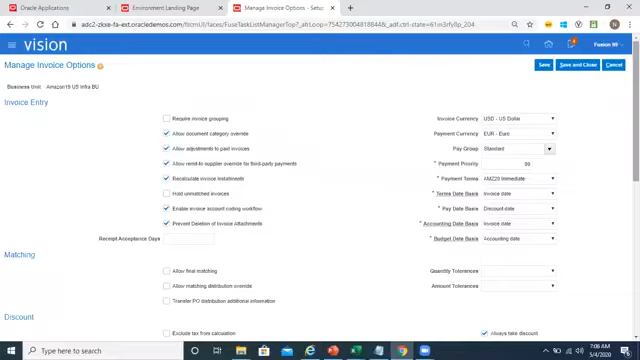 Oracle Applications
Environment Landing Page
Manage Invoice Options - Setup
vision
Fusion 99
Manage Invoice Options
Save
Save and Close
Cancel
Business Unit Amazon19 US Infra BU
Invoice Entry
Require invoice grouping
Allow document category override
Allow adjustments to paid invoices
Allow remit-to supplier override for third-party payments
Recalculate invoice installments
Hold unmatched invoices
Enable invoice account coding workflow
Prevent Deletion of Invoice Attachments
Receipt Acceptance Days
Invoice Currency USD - US Dollar
Payment Currency EUR - Euro
Pay Group Standard
* Payment Priority 99
* Payment Terms AMZ20 Immediate
* Terms Date Basis Invoice date
* Pay Date Basis Discount date
* Accounting Date Basis Invoice date
* Budget Date Basis Accounting date
Matching
Allow final matching
Allow matching distribution override
Transfer PO distribution additional information
Quantity Tolerances
Amount Tolerances
Discount
Exclude tax from calculation
Always take discount
Type here to search
7:06 AM
5/4/2020